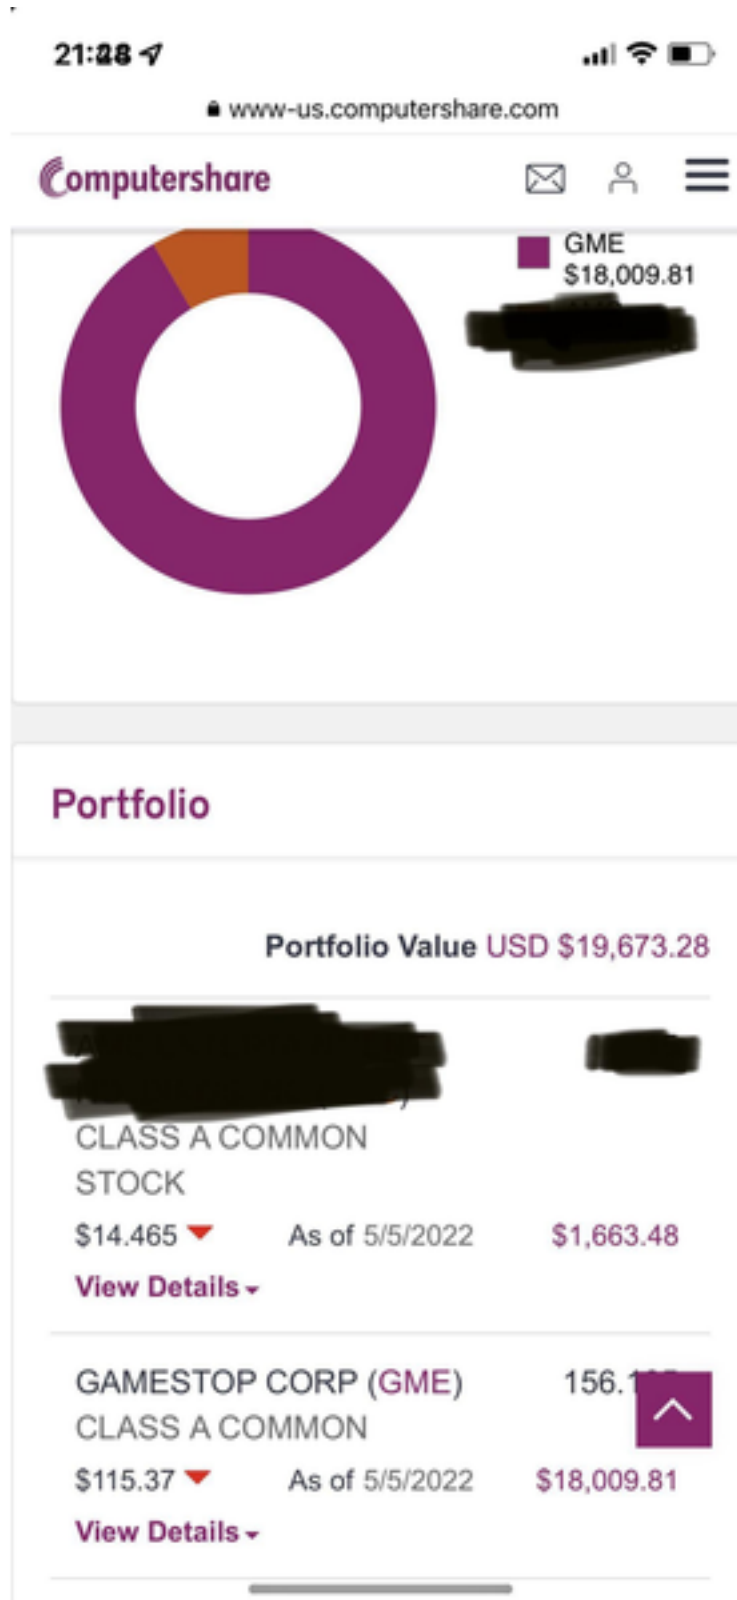 www-us.computershare.com
Computershare
GME
$18,009.81
Portfolio
Portfolio Value USD $19,673.28
CLASS A COMMON
STOCK
$14.465 As of 5/5/2022 $1,663.48
View Details
GAMESTOP CORP (GME)
CLASS A COMMON
$115.37 As of 5/5/2022 $18,009.81
View Details